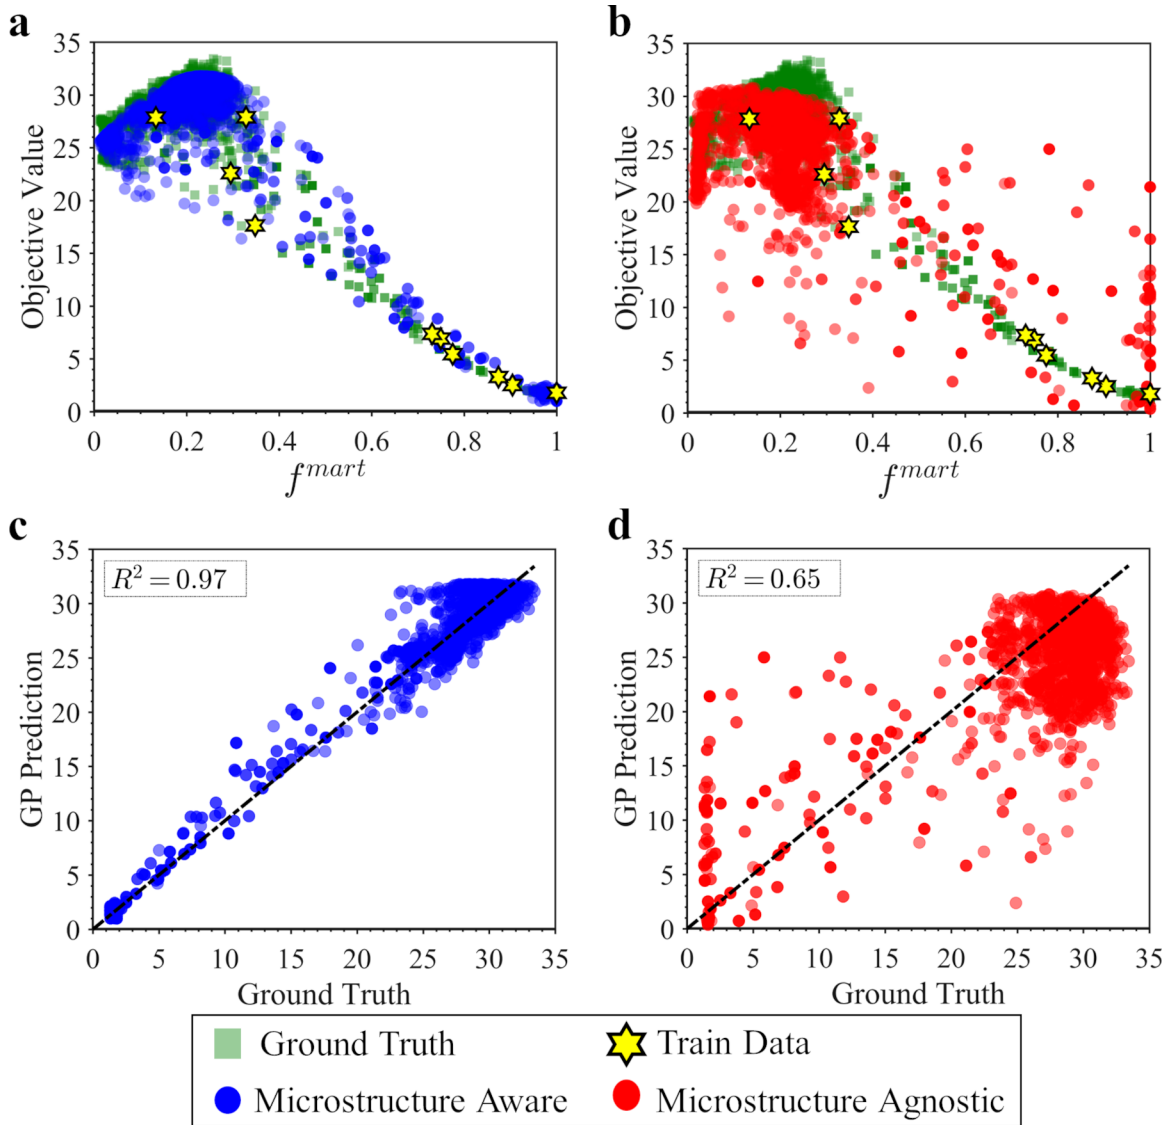 a
35
30
25
20
15
10
5
0
Objective Value
0 0.2 0.4 0.6 0.8 1
f^{mart}
b
35
30
25
20
15
10
5
0
Objective Value
0 0.2 0.4 0.6 0.8 1
f^{mart}
c
35
30
25
20
15
10
5
0
GP Prediction
R² = 0.97
0 5 10 15 20 25 30 35
Ground Truth
d
35
30
25
20
15
10
5
0
GP Prediction
R² = 0.65
0 5 10 15 20 25 30 35
Ground Truth
Ground Truth
Train Data
Microstructure Aware
Microstructure Agnostic